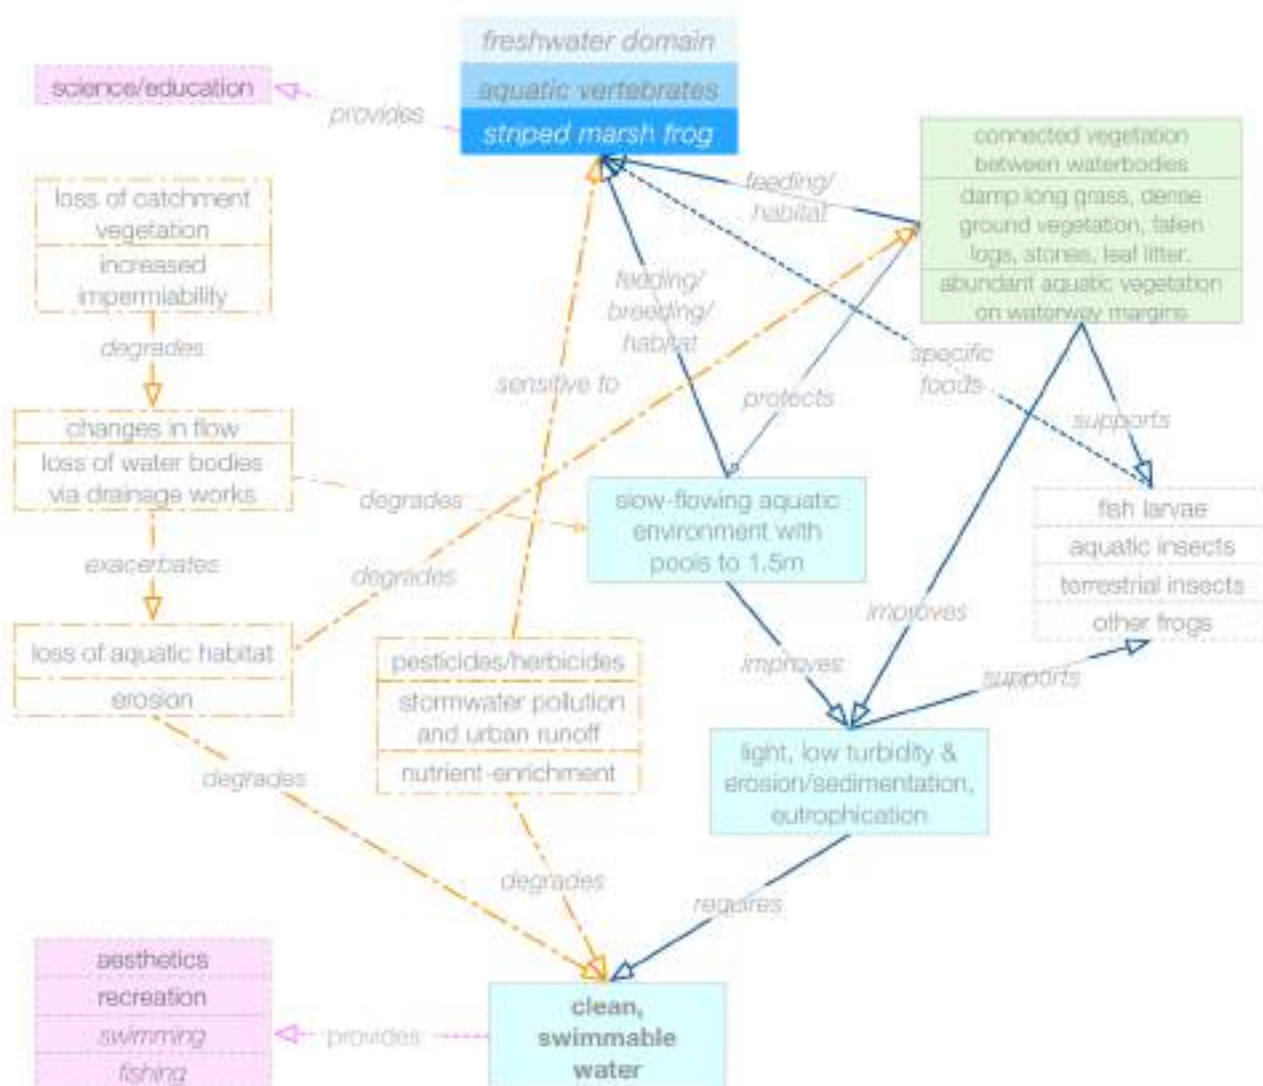 freshwater domain
aquatic vertebrates
striped marsh frog
science/education
provides
connected vegetation
between waterbodies
damp long grass, dense
ground vegetation, fallen
logs, stones, leaf litter.
abundant aquatic vegetation
on waterway margins
feeding/
habitat
loss of catchment
vegetation
increased
impermiability
degrades
feeding/
breeding/
habitat
sensitive to
specific
foods
protects
supports
changes in flow
loss of water bodies
via drainage works
degrades
slow-flowing aquatic
environment with
pools to 1.5m
fish larvae
aquatic insects
terrestrial insects
other frogs
exacerbates
degrades
improves
loss of aquatic habitat
erosion
pesticides/herbicides
stormwater pollution
and urban runoff
nutrient-enrichment
improves
supports
light, low turbidity &
erosion/sedimentation,
eutrophication
degrades
degrades
requires
aesthetics
recreation
swimming
fishing
provides
clean,
swimmable
water